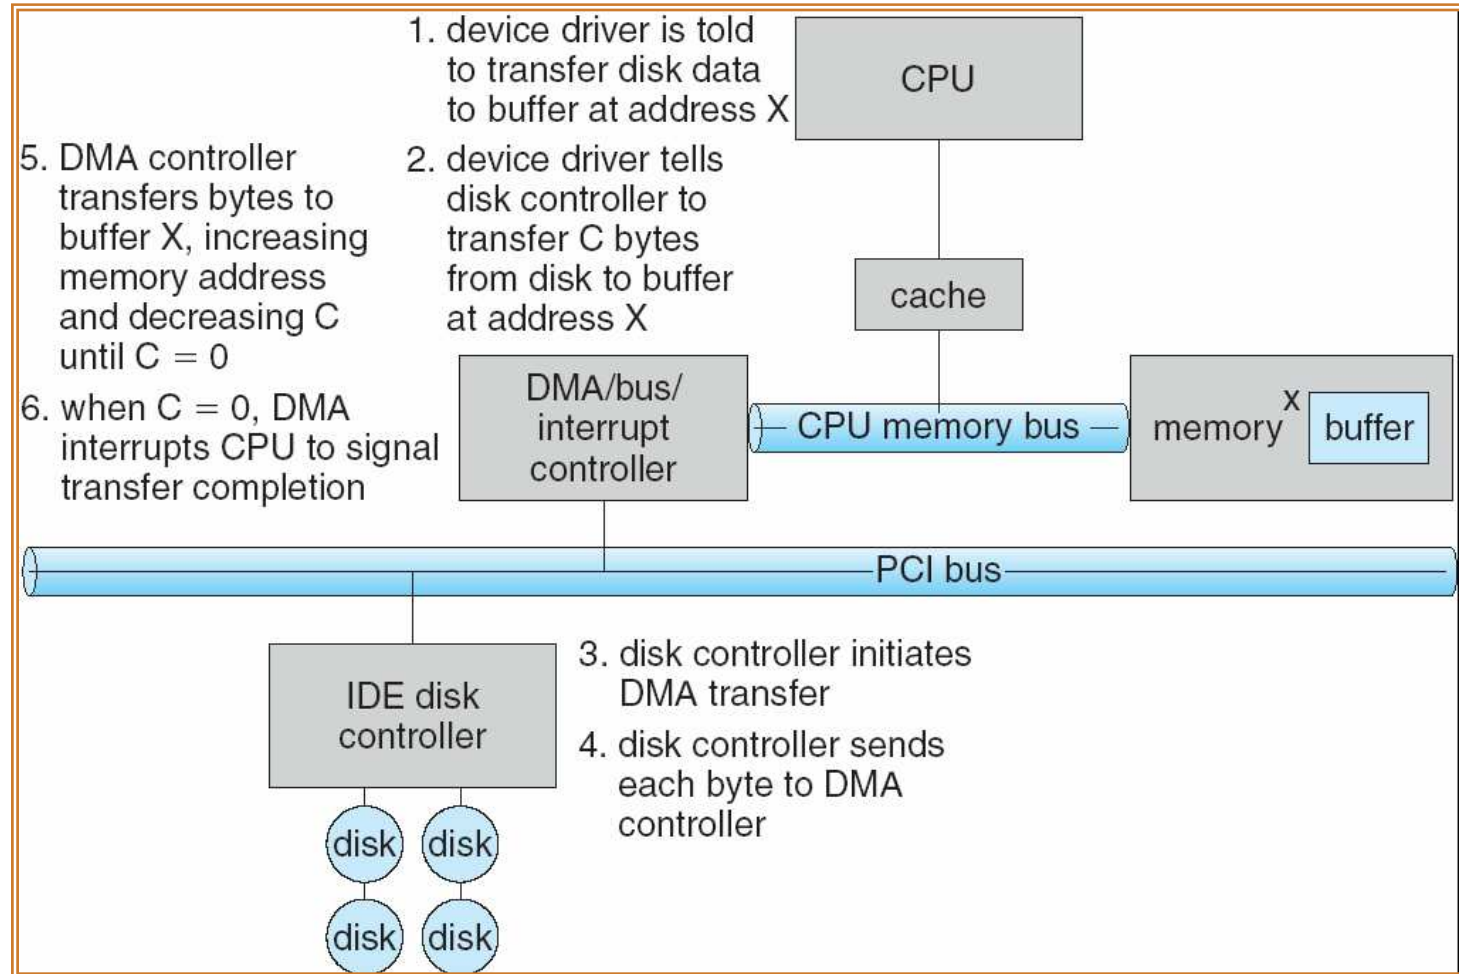 1. device driver is told
to transfer disk data
to buffer at address X
CPU
5. DMA controller
transfers bytes to
buffer X, increasing
memory address
and decreasing C
until C = 0
2. device driver tells
disk controller to
transfer C bytes
from disk to buffer
at address X
cache
6. when C = 0, DMA
interrupts CPU to signal
transfer completion
DMA/bus/
interrupt
controller
CPU memory bus
memory
X
buffer
PCI bus
IDE disk
controller
3. disk controller initiates
DMA transfer
4. disk controller sends
each byte to DMA
controller
disk
disk
disk
disk